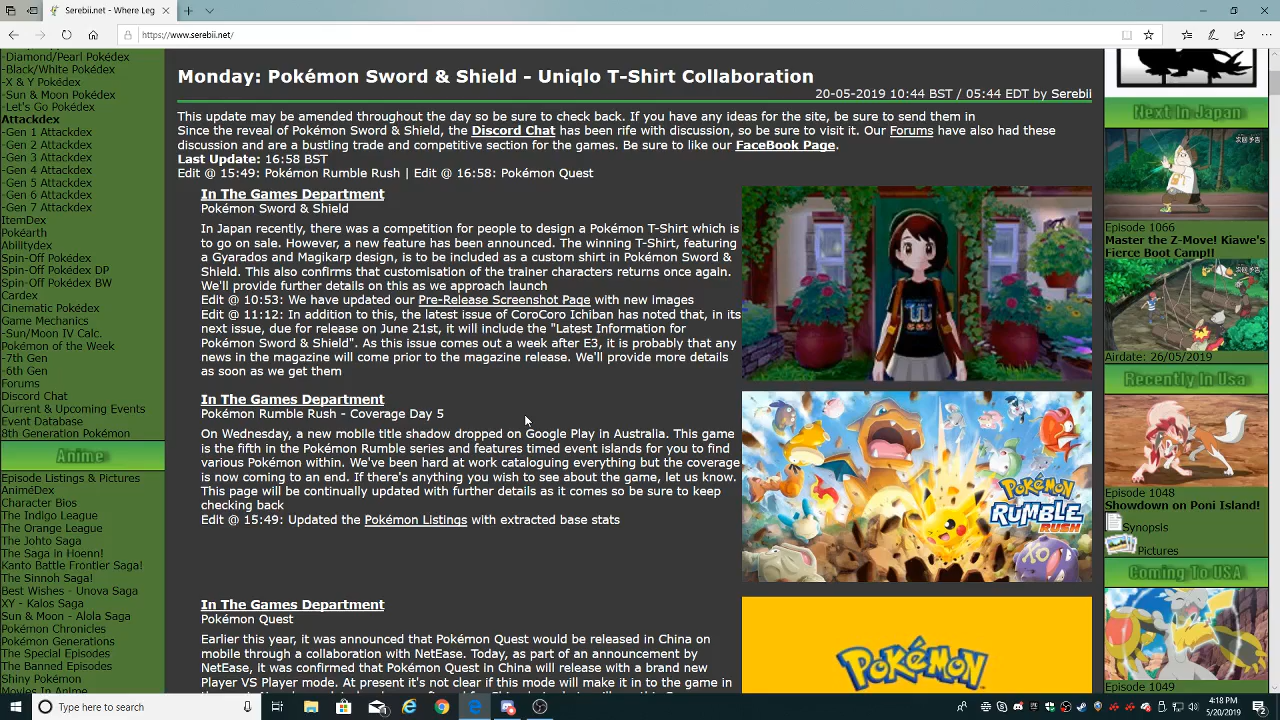 Serebii.net - Where Leg
https://www.serebii.net/
-Diamond/Pearl Pokédex
-Black/White Pokédex
-X & Y Pokédex
-Sun & Moon Pokédex
-Let's Go Pokédex
Attackdex
-Gen 1 Attackdex
-Gen 2 Attackdex
-Gen 3 Attackdex
-Gen 4 Attackdex
-Gen 5 Attackdex
-Gen 6 Attackdex
-Gen 7 Attackdex
ItemDex
Pokéarth
Abilitydex
Spin-Off Pokédex
Spin-Off Pokédex DP
Spin-Off Pokédex BW
Cardex
Cinematic Pokédex
Game Mechanics
-Sun/Moon IV Calc.
Pokémon of the Week
-7th Gen
-6th Gen
Forums
Discord Chat
Current & Upcoming Events
Event Database
8th Generation Pokémon
Anime
Episode Listings & Pictures
AniméDex
Character Bios
The Indigo League
The Orange League
The Johto Saga
The Saga in Hoenn!
Kanto Battle Frontier Saga!
The Sinnoh Saga!
Best Wishes - Unova Saga
XY - Kalos Saga
Sun & Moon - Alola Saga
Pokémon Chronicles
Pokémon Generations
The Special Episodes
The Banned Episodes
Shiny Pokémon
Movies In Anime
Monday: Pokémon Sword & Shield - Uniqlo T-Shirt Collaboration
20-05-2019 10:44 BST / 05:44 EDT by Serebii
This update may be amended throughout the day so be sure to check back. If you have any ideas for the site, be sure to send them in
Since the reveal of Pokémon Sword & Shield, the Discord Chat has been rife with discussion, so be sure to visit it. Our Forums have also had these
discussion and are a bustling trade and competitive section for the games. Be sure to like our FaceBook Page.
Last Update: 16:58 BST
Edit @ 15:49: Pokémon Rumble Rush | Edit @ 16:58: Pokémon Quest
In The Games Department
Pokémon Sword & Shield
In Japan recently, there was a competition for people to design a Pokémon T-Shirt which is
to go on sale. However, a new feature has been announced. The winning T-Shirt, featuring
a Gyarados and Magikarp design, is to be included as a custom shirt in Pokémon Sword &
Shield. This also confirms that customisation of the trainer characters returns once again.
We'll provide further details on this as we approach launch
Edit @ 10:53: We have updated our Pre-Release Screenshot Page with new images
Edit @ 11:12: In addition to this, the latest issue of CoroCoro Ichiban has noted that, in its
next issue, due for release on June 21st, it will include the "Latest Information for
Pokémon Sword & Shield". As this issue comes out a week after E3, it is probably that any
news in the magazine will come prior to the magazine release. We'll provide more details
as soon as we get them
In The Games Department
Pokémon Rumble Rush - Coverage Day 5
On Wednesday, a new mobile title shadow dropped on Google Play in Australia. This game
is the fifth in the Pokémon Rumble series and features timed event islands for you to find
various Pokémon within. We've been hard at work cataloguing everything but the coverage
is now coming to an end. If there's anything you wish to see about the game, let us know.
This page will be continually updated with further details as it comes so be sure to keep
checking back
Edit @ 15:49: Updated the Pokémon Listings with extracted base stats
POKÉMON
RUMBLE
RUSH
In The Games Department
Pokémon Quest
Earlier this year, it was announced that Pokémon Quest would be released in China on
mobile through a collaboration with NetEase. Today, as part of an announcement by
NetEase, it was confirmed that Pokémon Quest in China will release with a brand new
Player VS Player mode. At present it's not clear if this mode will make it to the game in
POKÉMON
Next In Japan
次回予告
Episode 1066
Master the Z-Move! Kiawe's
Fierce Boot Camp!!
次回予告
Airdate: 26/05/2019
Recently In Usa
Episode 1048
Showdown on Poni Island!
Synopsis
Pictures
Coming To USA
Episode 1049
Type here to search
4:18 PM
5/20/2019
2